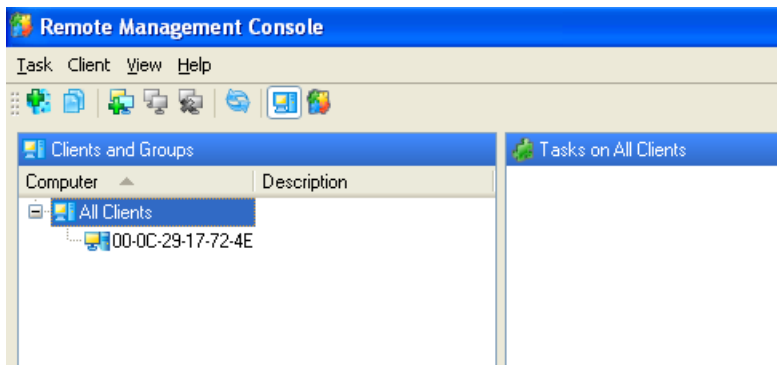 Remote Management Console
Task Client View Help
Clients and Groups
Tasks on All Clients
Computer Description
All Clients
00-0C-29-17-72-4E